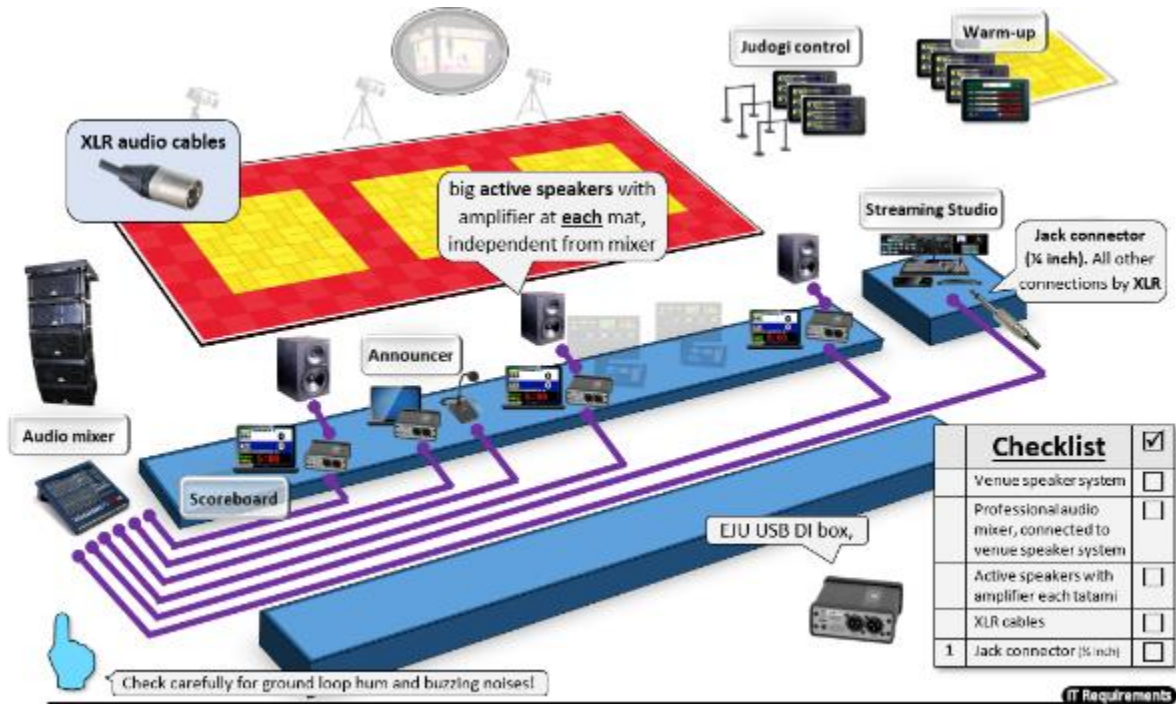 Judogi control
Warm-up
XLR audio cables
big active speakers with
amplifier at each mat,
independent from mixer
Streaming Studio
Jack connector
(¼ inch). All other
connections by XLR
Announcer
Audio mixer
Scoreboard
EJU USB DI box,
Checklist
Venue speaker system
Professional audio
mixer, connected to
venue speaker system
Active speakers with
amplifier each tatami
XLR cables
1 Jack connector (¼ inch)
Check carefully for ground loop hum and buzzing noises!
IT Requirements